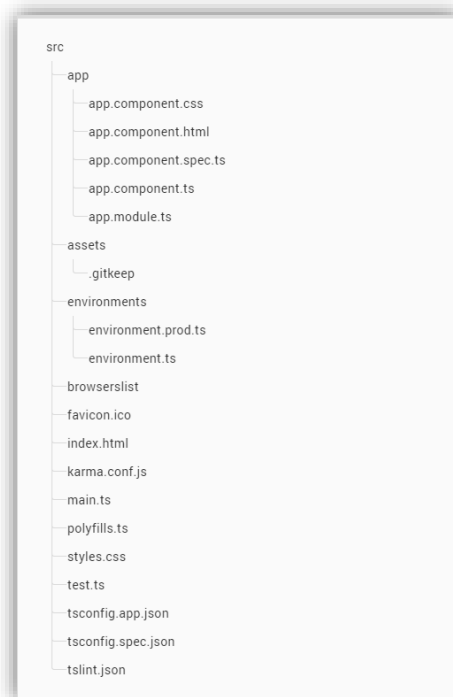 src
app
app.component.css
app.component.html
app.component.spec.ts
app.component.ts
app.module.ts
assets
.gitkeep
environments
environment.prod.ts
environment.ts
browserslist
favicon.ico
index.html
karma.conf.js
main.ts
polyfills.ts
styles.css
test.ts
tsconfig.app.json
tsconfig.spec.json
tslint.json